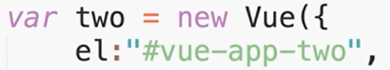 var two = new Vue({
el:"#vue-app-two",